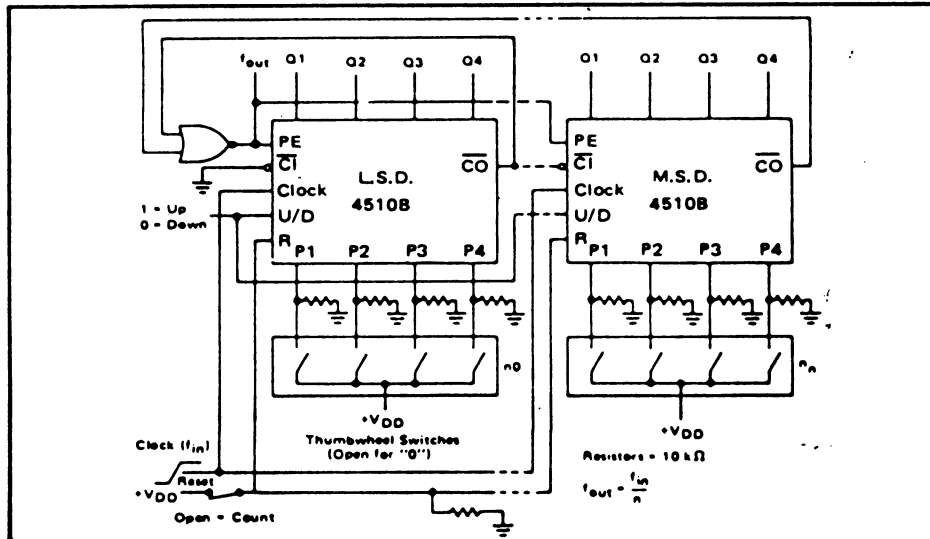 fout Q1 Q2 Q3 Q4 Q1 Q2 Q3 Q4
PE PE
CI L.S.D. CO CI M.S.D. CO
Clock 4510B Clock 4510B
1 = Up
0 = Down
U/D U/D
R R
P1 P2 P3 P4 P1 P2 P3 P4
n0 nn
+VDD +VDD
Thumbwheel Switches
(Open for "0")
Clock (fin)
Reset
+VDD
Open = Count
Resistors = 10 kΩ
fout = fin
n